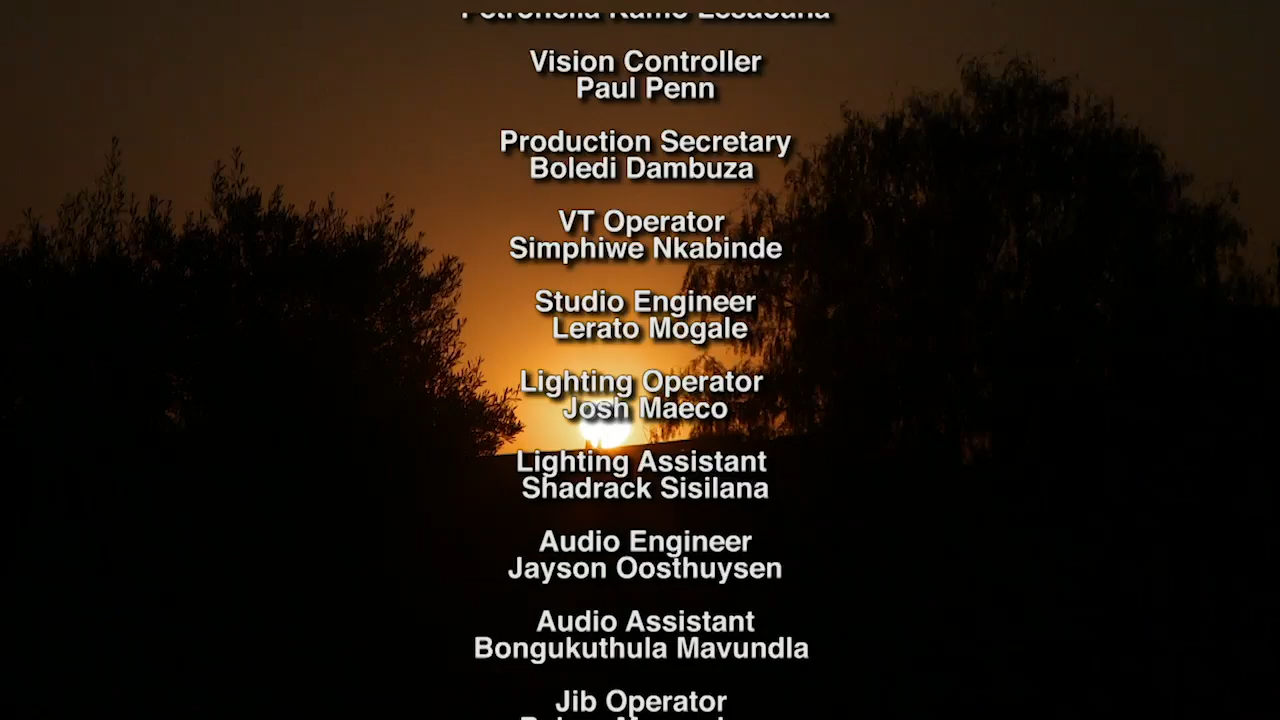 Vision Controller
Paul Penn
Production Secretary
Boledi Dambuza
VT Operator
Simphiwe Nkabinde
Studio Engineer
Lerato Mogale
Lighting Operator
Josh Maeco
Lighting Assistant
Shadrack Sisilana
Audio Engineer
Jayson Oosthuysen
Audio Assistant
Bongukuthula Mavundla
Jib Operator